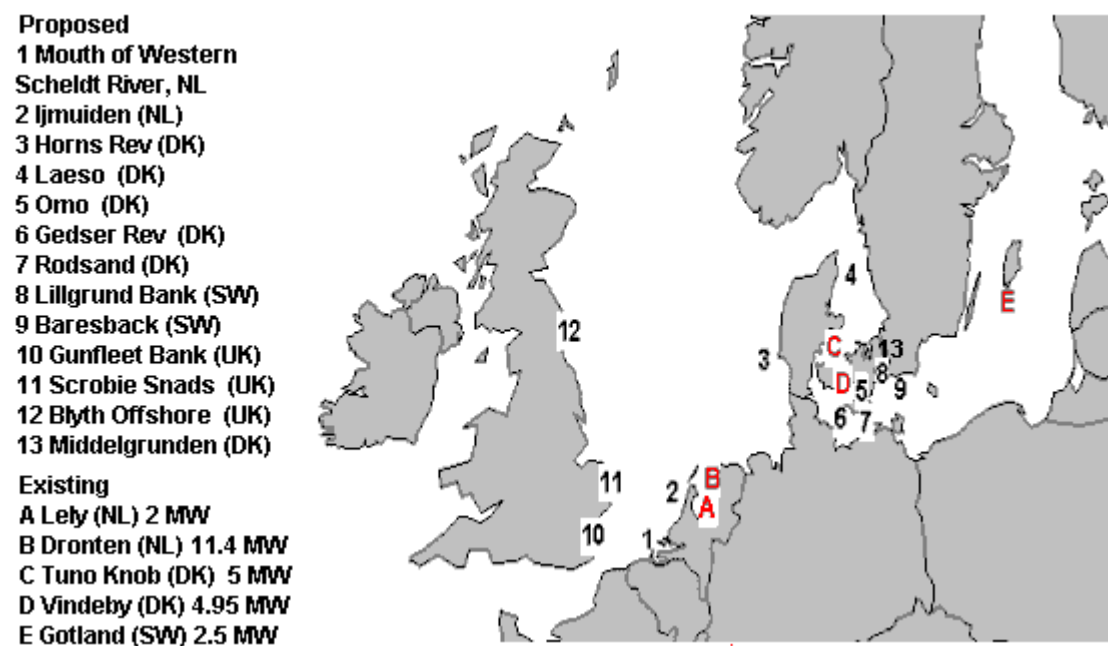 Proposed
1 Mouth of Western
Scheldt River, NL
2 Ijmuiden (NL)
3 Horns Rev (DK)
4 Laeso (DK)
5 Omo (DK)
6 Gedser Rev (DK)
7 Rodsand (DK)
8 Lillgrund Bank (SW)
9 Baresback (SW)
10 Gunfleet Bank (UK)
11 Scrobie Snads (UK)
12 Blyth Offshore (UK)
13 Middelgrunden (DK)
Existing
A Lely (NL) 2 MW
B Dronten (NL) 11.4 MW
C Tuno Knob (DK) 5 MW
D Vindeby (DK) 4.95 MW
E Gotland (SW) 2.5 MW
4
E
12
C
13
3
8
D
5
9
6
7
B
11
2
A
10
1